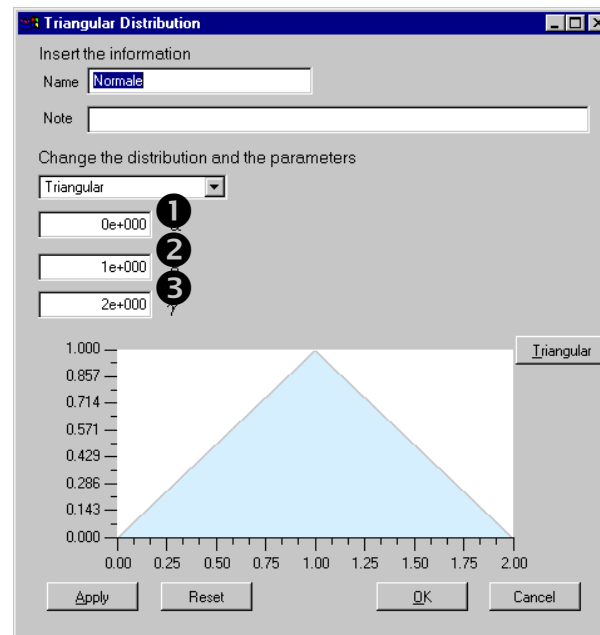 Triangular Distribution
Insert the information
Name Normale
Note
Change the distribution and the parameters
Triangular
0e+000 1
1e+000 2
2e+000 3
γ
1.000
Triangular
0.857
0.714
0.571
0.429
0.286
0.143
0.000
0.00 0.25 0.50 0.75 1.00 1.25 1.50 1.75 2.00
Apply Reset OK Cancel